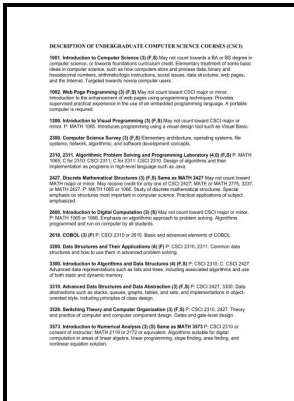 DESCRIPTION OF UNDERGRADUATE COMPUTER SCIENCE COURSES (CSCI)
1001. Introduction to Computer Science (3) (F,S) May not count towards a BA or BS degree in
computer science, or towards foundations curriculum credit. Elementary treatment of some basic
ideas in computer science, such as how computers store and process data, binary and
hexadecimal numbers, arithmetic/logic instructions, social issues, data structures, web pages,
and the Internet. Targeted towards novice computer users.
1002. Web Page Programming (3) (F,S) May not count toward CSCI major or minor.
Introduction to the enhancement of web pages using programming techniques. Provides
supervised practical experience in the use of an embedded programming language. A portable
computer is required.
1200. Introduction to Visual Programming (3) (F,S) May not count toward CSCI major or
minor. P: MATH 1065. Introduces programming using a visual design tool such as Visual Basic.
2300. Computer Science Survey (3) (F,S) Elementary architecture, operating systems, file
systems, network, algorithmic, and software development concepts.
2310, 2311. Algorithmic Problem Solving and Programming Laboratory (4,0) (F,S) P: MATH
1065; C for 2310: CSCI 2311; C for 2311: CSCI 2310. Design of algorithms and their
implementation as programs in high-level language such as Java.
2427. Discrete Mathematical Structures (3) (F,S) Same as MATH 2427 May not count toward
MATH major or minor. May receive credit for only one of CSCI 2427; MATE or MATH 2775, 3237,
or MATH 2427. P: MATH 1065 or 1066. Study of discrete mathematical structures. Special
emphasis on structures most important in computer science. Practical applications of subject
emphasized.
2600. Introduction to Digital Computation (3) (S) May not count toward CSCI major or minor.
P: MATH 1065 or 1066. Emphasis on algorithmic approach to problem solving. Algorithms
programmed and run on computer by all students.
2610. COBOL (3) (F) P: CSCI 2310 or 2610. Basic and advanced elements of COBOL.
3200. Data Structures and Their Applications (4) (F) P: CSCI 2310, 2311. Common data
structures and how to use them in advanced problem solving.
3300. Introduction to Algorithms and Data Structures (4) (F,S) P: CSCI 2310; C: CSCI 2427.
Advanced data representations such as lists and trees, including associated algorithms and use
of both static and dynamic memory.
3310. Advanced Data Structures and Data Abstraction (3) (F,S) P: CSCI 2427, 3300. Data
abstractions such as stacks, queues, graphs, tables, and sets, and implementations in object-
oriented style, including principles of class design.
3526. Switching Theory and Computer Organization (3) (F,S) P: CSCI 2310, 2427. Theory
and practice of computer and computer component design. Gates and gate-level design.
3573. Introduction to Numerical Analysis (3) (S) Same as MATH 3573 P: CSCI 2310 or
consent of instructor; MATH 2119 or 2172 or equivalent. Algorithms suitable for digital
computation in areas of linear algebra, linear programming, slope finding, area finding, and
nonlinear equation solution.